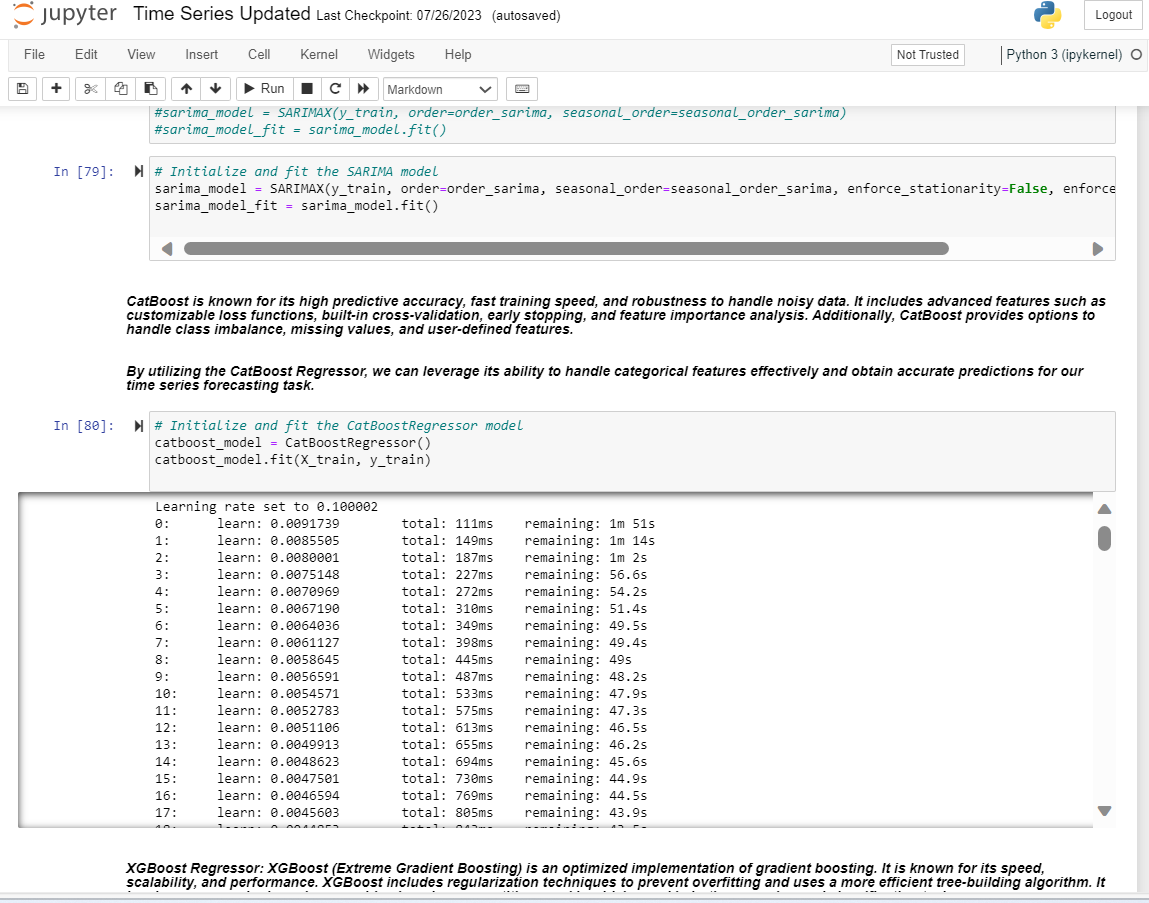 jupyter Time Series Updated Last Checkpoint: 07/26/2023 (autosaved)
Logout
File Edit View Insert Cell Kernel Widgets Help
Not Trusted
Python 3 (ipykernel)
Run
Markdown
#sarima_model = SARIMAX(y_train, order=order_sarima, seasonal_order=seasonal_order_sarima)
#sarima_model_fit = sarima_model.fit()
In [79]:
# Initialize and fit the SARIMA model
sarima_model = SARIMAX(y_train, order=order_sarima, seasonal_order=seasonal_order_sarima, enforce_stationarity=False, enforce
sarima_model_fit = sarima_model.fit()
CatBoost is known for its high predictive accuracy, fast training speed, and robustness to handle noisy data. It includes advanced features such as
customizable loss functions, built-in cross-validation, early stopping, and feature importance analysis. Additionally, CatBoost provides options to
handle class imbalance, missing values, and user-defined features.
By utilizing the CatBoost Regressor, we can leverage its ability to handle categorical features effectively and obtain accurate predictions for our
time series forecasting task.
In [80]:
# Initialize and fit the CatBoostRegressor model
catboost_model = CatBoostRegressor()
catboost_model.fit(X_train, y_train)
Learning rate set to 0.100002
0: learn: 0.0091739 total: 111ms remaining: 1m 51s
1: learn: 0.0085505 total: 149ms remaining: 1m 14s
2: learn: 0.0080001 total: 187ms remaining: 1m 2s
3: learn: 0.0075148 total: 227ms remaining: 56.6s
4: learn: 0.0070969 total: 272ms remaining: 54.2s
5: learn: 0.0067190 total: 310ms remaining: 51.4s
6: learn: 0.0064036 total: 349ms remaining: 49.5s
7: learn: 0.0061127 total: 398ms remaining: 49.4s
8: learn: 0.0058645 total: 445ms remaining: 49s
9: learn: 0.0056591 total: 487ms remaining: 48.2s
10: learn: 0.0054571 total: 533ms remaining: 47.9s
11: learn: 0.0052783 total: 575ms remaining: 47.3s
12: learn: 0.0051106 total: 613ms remaining: 46.5s
13: learn: 0.0049913 total: 655ms remaining: 46.2s
14: learn: 0.0048623 total: 694ms remaining: 45.6s
15: learn: 0.0047501 total: 730ms remaining: 44.9s
16: learn: 0.0046594 total: 769ms remaining: 44.5s
17: learn: 0.0045603 total: 805ms remaining: 43.9s
XGBoost Regressor: XGBoost (Extreme Gradient Boosting) is an optimized implementation of gradient boosting. It is known for its speed,
scalability, and performance. XGBoost includes regularization techniques to prevent overfitting and uses a more efficient tree-building algorithm. It